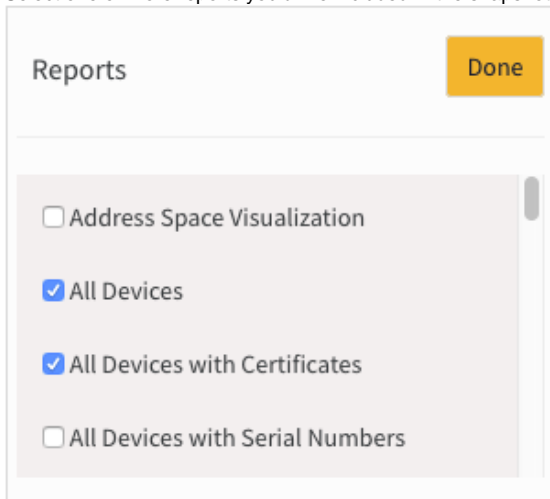 Reports
Done
Address Space Visualization
All Devices
All Devices with Certificates
All Devices with Serial Numbers